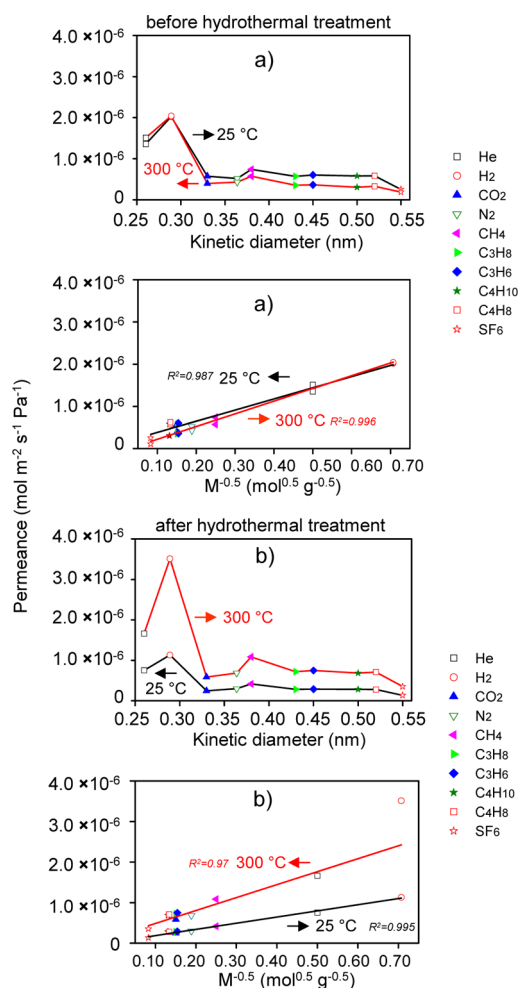 before hydrothermal treatment
4.0 ×10-6
a)
3.0 ×10-6
2.0 ×10-6
25 °C
1.0 ×10-6
300 °C
0
0.25 0.30 0.35 0.40 0.45 0.50 0.55
Kinetic diameter (nm)
He
H2
CO2
N2
CH4
C3H8
C3H6
C4H10
C4H8
SF6
4.0 ×10-6
a)
3.0 ×10-6
2.0 ×10-6
R2=0.987 25 °C
1.0 ×10-6
300 °C R2=0.996
0
0.10 0.20 0.30 0.40 0.50 0.60 0.70
M-0.5 (mol0.5 g-0.5)
Permeance (mol m-2 s-1 Pa-1)
after hydrothermal treatment
4.0 ×10-6
b)
3.0 ×10-6
2.0 ×10-6
300 °C
1.0 ×10-6
25 °C
0
0.25 0.30 0.35 0.40 0.45 0.50 0.55
Kinetic diameter (nm)
He
H2
CO2
N2
CH4
C3H8
C3H6
C4H10
C4H8
SF6
4.0 ×10-6
b)
3.0 ×10-6
2.0 ×10-6
R2=0.97 300 °C
1.0 ×10-6
25 °C R2=0.995
0
0.10 0.20 0.30 0.40 0.50 0.60 0.70
M-0.5 (mol0.5 g-0.5)